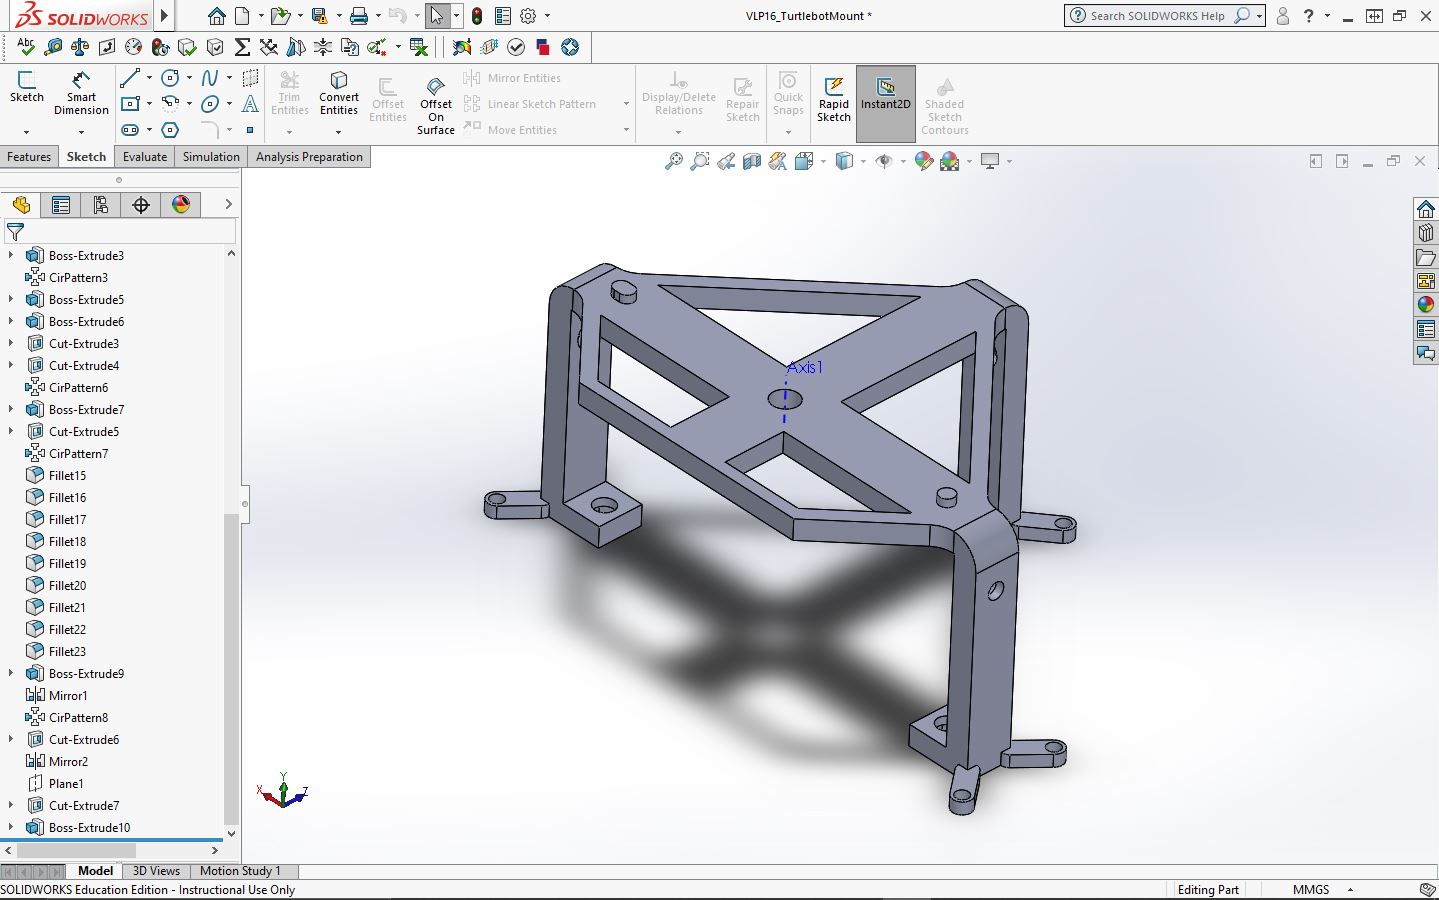 SOLIDWORKS
VLP16_TurtlebotMount *
Search SOLIDWORKS Help
?
Abc
Sketch
Smart Dimension
Trim Entities
Convert Entities
Offset Entities
Offset On Surface
Mirror Entities
Linear Sketch Pattern
Move Entities
Display/Delete Relations
Repair Sketch
Quick Snaps
Rapid Sketch
Instant2D
Shaded Sketch Contours
Features
Sketch
Evaluate
Simulation
Analysis Preparation
Boss-Extrude3
CirPattern3
Boss-Extrude5
Boss-Extrude6
Cut-Extrude3
Cut-Extrude4
CirPattern6
Boss-Extrude7
Cut-Extrude5
CirPattern7
Fillet15
Fillet16
Fillet17
Fillet18
Fillet19
Fillet20
Fillet21
Fillet22
Fillet23
Boss-Extrude9
Mirror1
CirPattern8
Cut-Extrude6
Mirror2
Plane1
Cut-Extrude7
Boss-Extrude10
Axis1
Y
X
Z
Model
3D Views
Motion Study 1
SOLIDWORKS Education Edition - Instructional Use Only
Editing Part
MMGS